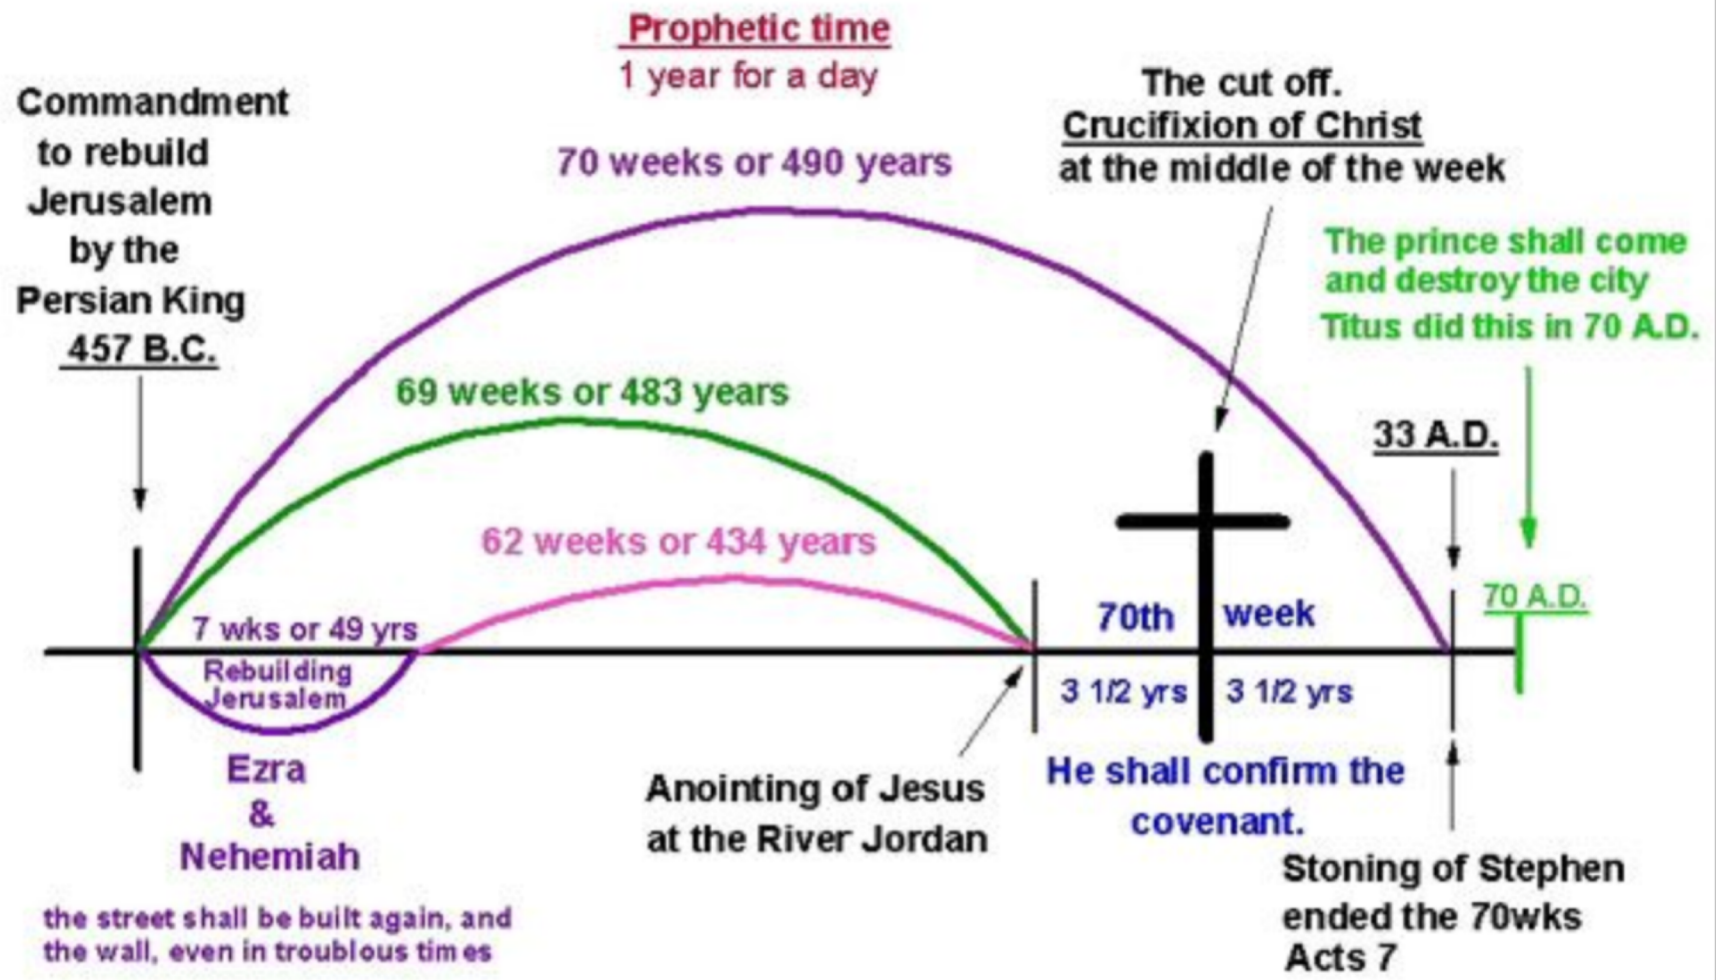 Prophetic time
1 year for a day
Commandment
to rebuild
Jerusalem
by the
Persian King
457 B.C.
70 weeks or 490 years
The cut off.
Crucifixion of Christ
at the middle of the week
The prince shall come
and destroy the city
Titus did this in 70 A.D.
69 weeks or 483 years
33 A.D.
62 weeks or 434 years
70 A.D.
7 wks or 49 yrs
Rebuilding
Jerusalem
70th week
3 1/2 yrs 3 1/2 yrs
Ezra
&
Nehemiah
the street shall be built again, and
the wall, even in troublous times
Anointing of Jesus
at the River Jordan
He shall confirm the
covenant.
Stoning of Stephen
ended the 70wks
Acts 7